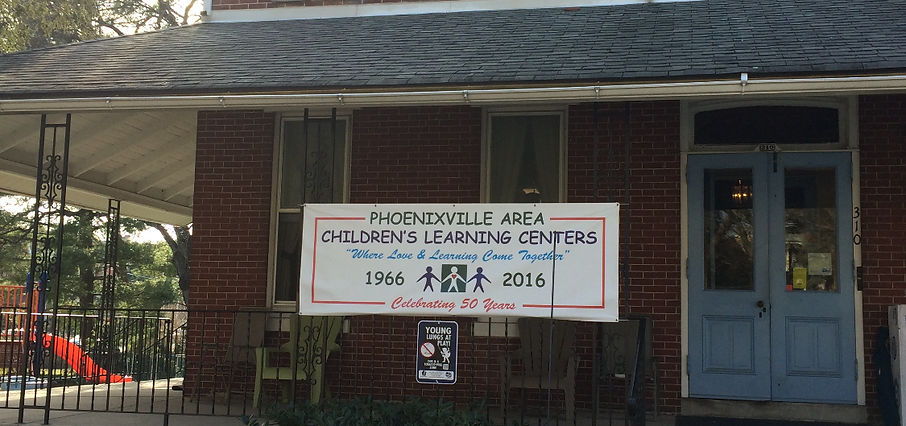 PHOENIXVILLE AREA
CHILDREN'S LEARNING CENTERS
"Where Love & Learning Come Together"
1966 2016
Celebrating 50 Years
YOUNG
LUNGS AT
PLAY!
310